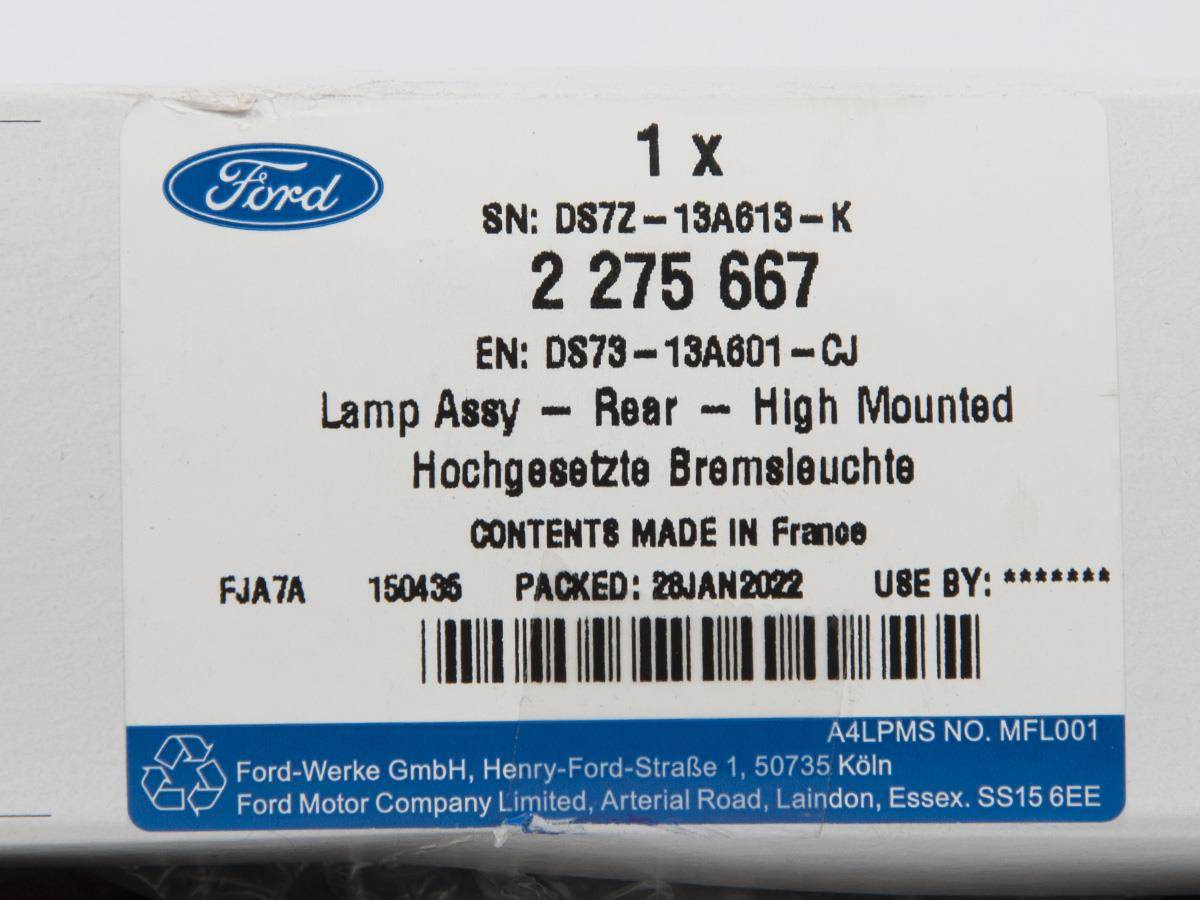 Ford
1 x
SN: DS7Z-13A613-K
2 275 667
EN: DS73-13A601-CJ
Lamp Assy - Rear - High Mounted
Hochgesetzte Bremsleuchte
CONTENTS MADE IN France
FJA7A 150436 PACKED: 28JAN2022 USE BY: *******
A4LPMS NO. MFL001
Ford-Werke GmbH, Henry-Ford-Straße 1, 50735 Köln
Ford Motor Company Limited, Arterial Road, Laindon, Essex. SS15 6EE